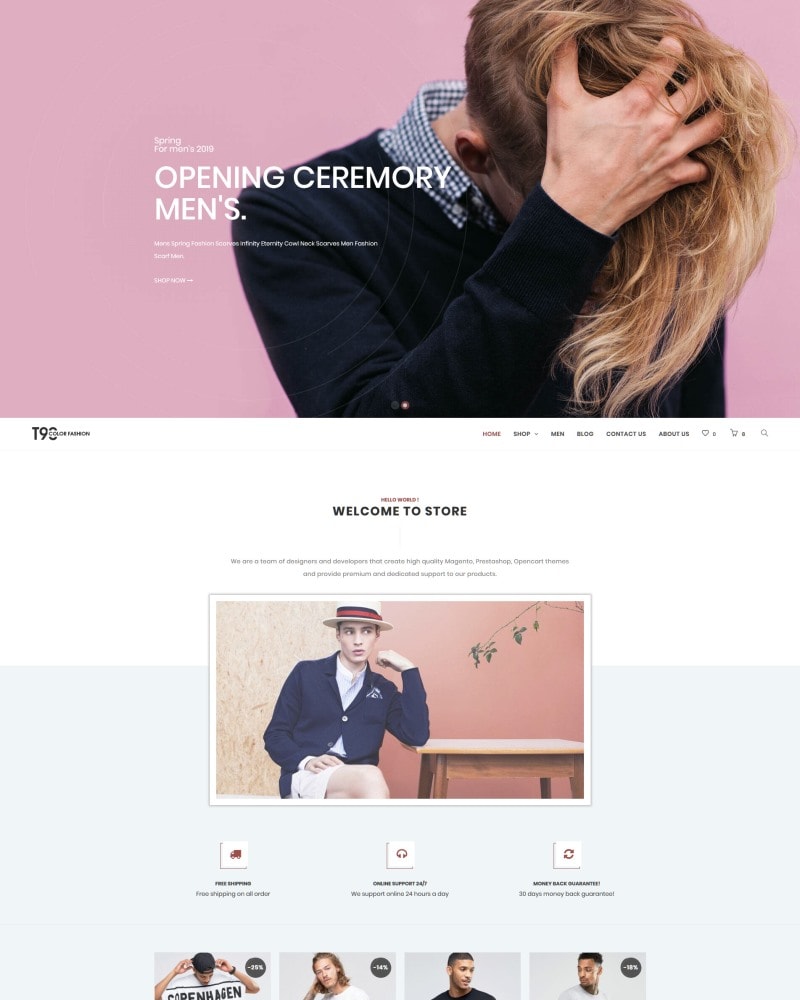 Spring
For men's 2019
OPENING CEREMORY
MEN'S.
Mens Spring Fashion Scarves Infinity Eternity Cowl Neck Scarves Men Fashion
Scarf Men.
SHOP NOW
T90 COLOR FASHION
HOME SHOP MEN BLOG CONTACT US ABOUT US 0 8
HELLO WORLD !
WELCOME TO STORE
We are a team of designers and developers that create high quality Magento, Prestashop, Opencart themes
and provide premium and dedicated support to our products.
FREE SHIPPING
Free shipping on all order
ONLINE SUPPORT 24/7
We support online 24 hours a day
MONEY BACK GUARANTEE!
30 days money back guarantee!
-25%
-14%
-18%
COPENHAGEN